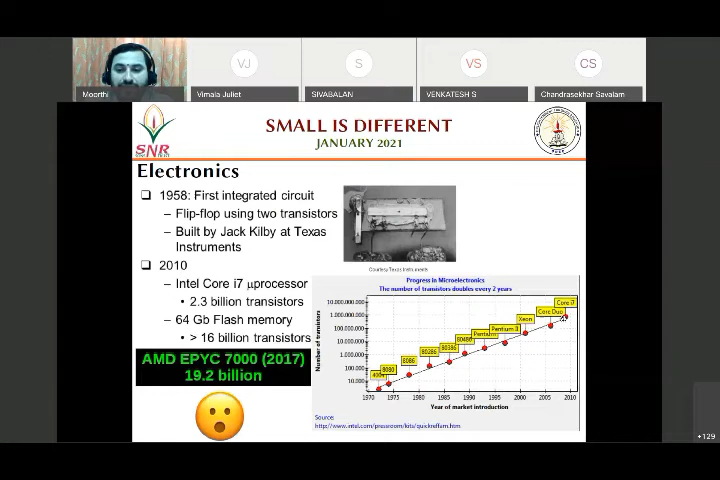 VJ
S
VS
CS
Moorthi
Vimala Juliet
SIVABALAN
VENKATESH S
Chandrasekhar Savalam
SNR
SMALL IS DIFFERENT
JANUARY 2021
Electronics
❑ 1958: First integrated circuit
– Flip-flop using two transistors
– Built by Jack Kilby at Texas
Instruments
Courtesy Texas Instruments
❑ 2010
– Intel Core i7 μprocessor
• 2.3 billion transistors
– 64 Gb Flash memory
• > 16 billion transistors
AMD EPYC 7000 (2017)
19.2 billion
Progress in Microelectronics
The number of transistors doubles every 2 years
Number of transistors
10.000.000.000
1.000.000.000
100.000.000
10.000.000
1.000.000
100.000
10.000
4004
8080
8086
80286
80386
80486
Pentium
Pentium II
Xeon
Core Duo
Core i7
1970
1975
1980
1985
1990
1995
2000
2005
2010
Year of market introduction
Source:
http://www.intel.com/pressroom/kits/quickreffam.htm
+129